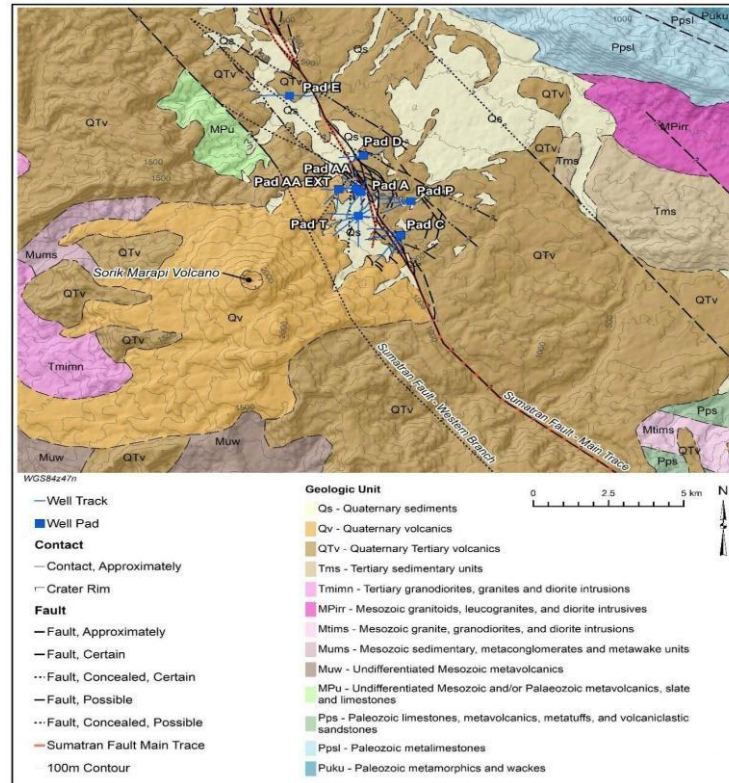 Qs
QTv
Pad E
Qs
QTv
MPu
1500
1500
Qs
Qs
Pad D
Pad AA
Pad AA EXT
Pad A
Pad P
Pad T
Qs
Pad C
1000
Ppsl
Puku
Ppsl
QTv
MPirr
QTv
Tms
Tms
QTv
QTv
Mums
QTv
Sorik Marapi Volcano
Qv
QTv
Tmimn
1500
QTv
Muw
QTv
Muw
Sumatran Fault - Western Branch
Sumatran Fault - Main Trace
QTv
Pps
Mtims
Pps
QTv
WGS84z47n
Well Track
Well Pad
Contact
Contact, Approximately
Crater Rim
Fault
Fault, Approximately
Fault, Certain
Fault, Concealed, Certain
Fault, Possible
Fault, Concealed, Possible
Sumatran Fault Main Trace
100m Contour
Geologic Unit
Qs - Quaternary sediments
Qv - Quaternary volcanics
QTv - Quaternary Tertiary volcanics
Tms - Tertiary sedimentary units
Tmimn - Tertiary granodiorites, granites and diorite intrusions
MPirr - Mesozoic granitoids, leucogranites, and diorite intrusives
Mtims - Mesozoic granite, granodiorites, and diorite intrusions
Mums - Mesozoic sedimentary, metaconglomerates and metawake units
Muw - Undifferentiated Mesozoic metavolcanics
MPu - Undifferentiated Mesozoic and/or Palaeozoic metavolcanics, slate and limestones
Pps - Paleozoic limestones, metavolcanics, metatuffs, and volcaniclastic sandstones
Ppsl - Paleozoic metalimestones
Puku - Paleozoic metamorphics and wackes
0 2.5 5 km
N